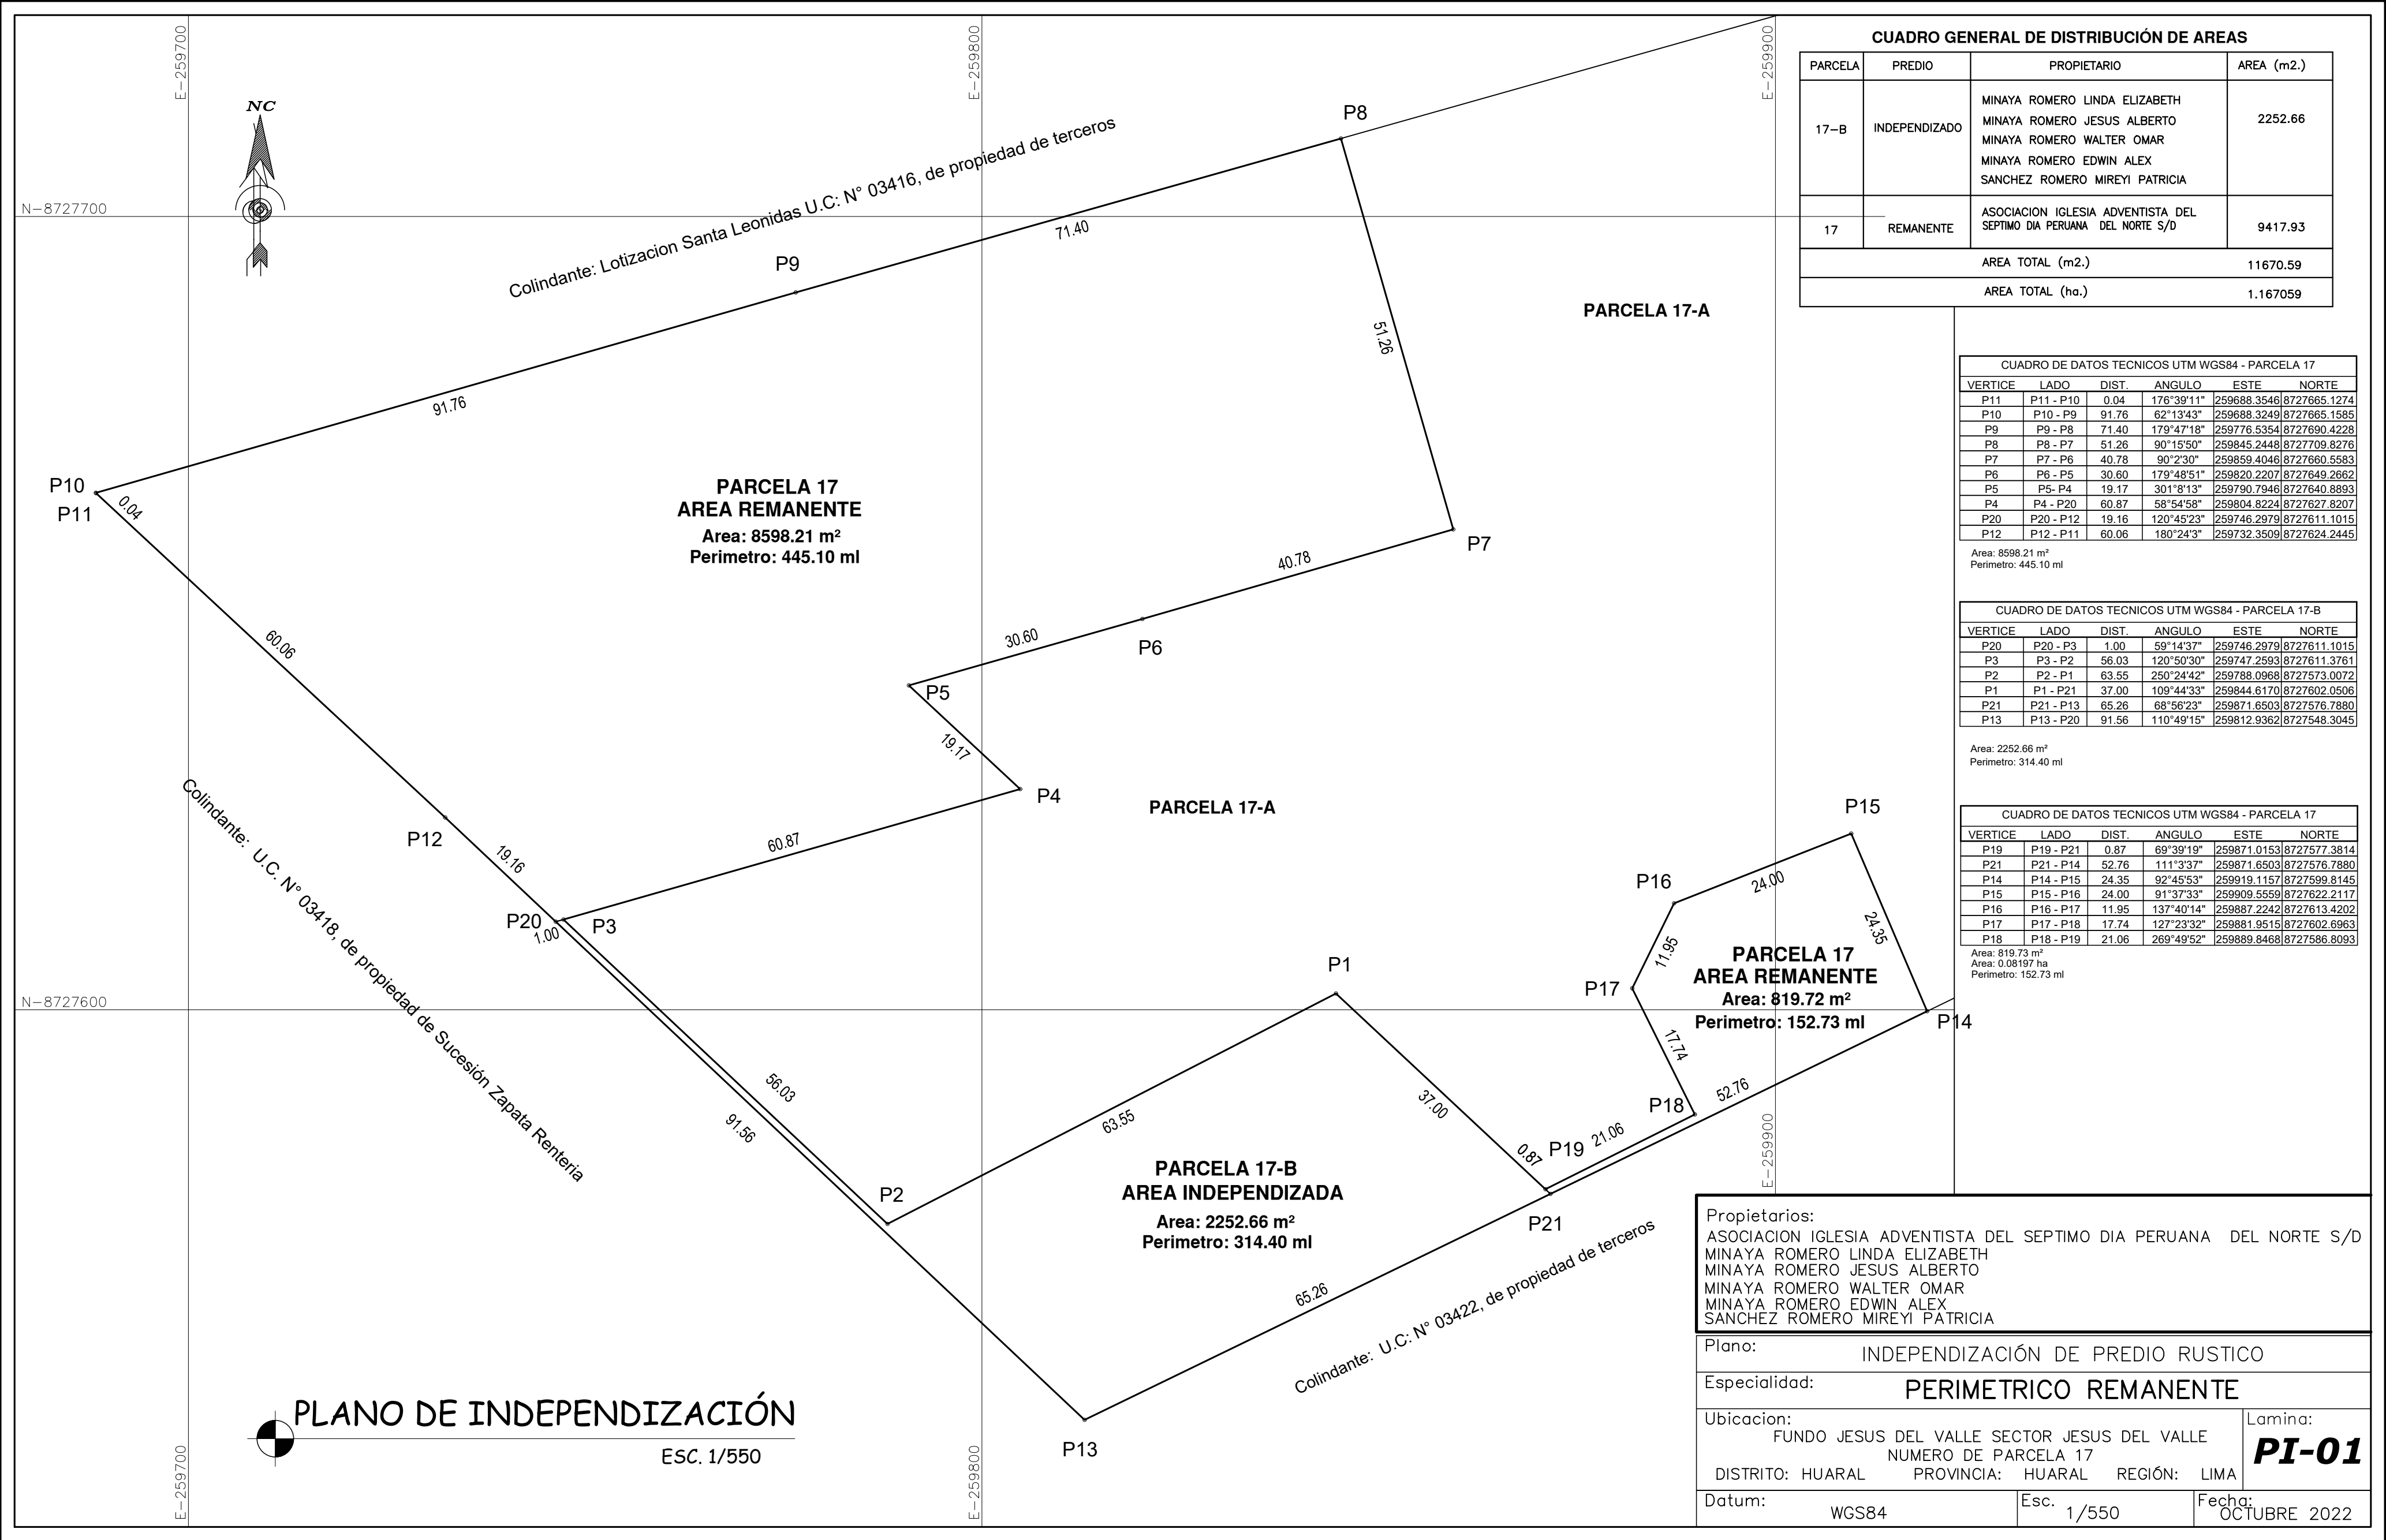 E-259700
E-259800
E-259900
NC
N-8727700
N-8727600
Colindante: Lotizacion Santa Leonidas U.C: N° 03416, de propiedad de terceros
P8
71.40
P9
91.76
51.26
PARCELA 17-A
P10
P11
0.04
PARCELA 17
AREA REMANENTE
Area: 8598.21 m²
Perimetro: 445.10 ml
P7
40.78
60.06
30.60
P6
P5
19.17
P4
PARCELA 17-A
P12
60.87
19.16
P20
1.00
P3
Colindante: U.C. N° 03418, de propiedad de Sucesión Zapata Renteria
P15
P16
24.00
24.35
11.95
P17
PARCELA 17
AREA REMANENTE
Area: 819.72 m²
Perimetro: 152.73 ml
P14
P1
17.74
56.03
91.56
63.55
37.00
P18
52.76
0.87
P19
21.06
P2
PARCELA 17-B
AREA INDEPENDIZADA
Area: 2252.66 m²
Perimetro: 314.40 ml
P21
65.26
Colindante: U.C: N° 03422, de propiedad de terceros
P13
E-259700
E-259800
E-259900
PLANO DE INDEPENDIZACIÓN
ESC. 1/550
CUADRO GENERAL DE DISTRIBUCIÓN DE AREAS
PARCELA PREDIO PROPIETARIO AREA (m2.)
17-B INDEPENDIZADO
MINAYA ROMERO LINDA ELIZABETH
MINAYA ROMERO JESUS ALBERTO
MINAYA ROMERO WALTER OMAR
MINAYA ROMERO EDWIN ALEX
SANCHEZ ROMERO MIREYI PATRICIA
2252.66
17 REMANENTE
ASOCIACION IGLESIA ADVENTISTA DEL
SEPTIMO DIA PERUANA DEL NORTE S/D
9417.93
AREA TOTAL (m2.) 11670.59
AREA TOTAL (ha.) 1.167059
CUADRO DE DATOS TECNICOS UTM WGS84 - PARCELA 17
VERTICE LADO DIST. ANGULO ESTE NORTE
P11 P11 - P10 0.04 176°39'11" 259688.3546 8727665.1274
P10 P10 - P9 91.76 62°13'43" 259688.3249 8727665.1585
P9 P9 - P8 71.40 179°47'18" 259776.5354 8727690.4228
P8 P8 - P7 51.26 90°15'50" 259845.2448 8727709.8276
P7 P7 - P6 40.78 90°2'30" 259859.4046 8727660.5583
P6 P6 - P5 30.60 179°48'51" 259820.2207 8727649.2662
P5 P5- P4 19.17 301°8'13" 259790.7946 8727640.8893
P4 P4 - P20 60.87 58°54'58" 259804.8224 8727627.8207
P20 P20 - P12 19.16 120°45'23" 259746.2979 8727611.1015
P12 P12 - P11 60.06 180°24'3" 259732.3509 8727624.2445
Area: 8598.21 m²
Perimetro: 445.10 ml
CUADRO DE DATOS TECNICOS UTM WGS84 - PARCELA 17-B
VERTICE LADO DIST. ANGULO ESTE NORTE
P20 P20 - P3 1.00 59°14'37" 259746.2979 8727611.1015
P3 P3 - P2 56.03 120°50'30" 259747.2593 8727611.3761
P2 P2 - P1 63.55 250°24'42" 259788.0968 8727573.0072
P1 P1 - P21 37.00 109°44'33" 259844.6170 8727602.0506
P21 P21 - P13 65.26 68°56'23" 259871.6503 8727576.7880
P13 P13 - P20 91.56 110°49'15" 259812.9362 8727548.3045
Area: 2252.66 m²
Perimetro: 314.40 ml
CUADRO DE DATOS TECNICOS UTM WGS84 - PARCELA 17
VERTICE LADO DIST. ANGULO ESTE NORTE
P19 P19 - P21 0.87 69°39'19" 259871.0153 8727577.3814
P21 P21 - P14 52.76 111°3'37" 259871.6503 8727576.7880
P14 P14 - P15 24.35 92°45'53" 259919.1157 8727599.8145
P15 P15 - P16 24.00 91°37'33" 259909.5559 8727622.2117
P16 P16 - P17 11.95 137°40'14" 259887.2242 8727613.4202
P17 P17 - P18 17.74 127°23'32" 259881.9515 8727602.6963
P18 P18 - P19 21.06 269°49'52" 259889.8468 8727586.8093
Area: 819.73 m²
Area: 0.08197 ha
Perimetro: 152.73 ml
Propietarios:
ASOCIACION IGLESIA ADVENTISTA DEL SEPTIMO DIA PERUANA DEL NORTE S/D
MINAYA ROMERO LINDA ELIZABETH
MINAYA ROMERO JESUS ALBERTO
MINAYA ROMERO WALTER OMAR
MINAYA ROMERO EDWIN ALEX
SANCHEZ ROMERO MIREYI PATRICIA
Plano: INDEPENDIZACIÓN DE PREDIO RUSTICO
Especialidad: PERIMETRICO REMANENTE
Ubicacion:
FUNDO JESUS DEL VALLE SECTOR JESUS DEL VALLE
NUMERO DE PARCELA 17
DISTRITO: HUARAL PROVINCIA: HUARAL REGIÓN: LIMA
Lamina:
PI-01
Datum: WGS84
Esc. 1/550
Fecha: OCTUBRE 2022